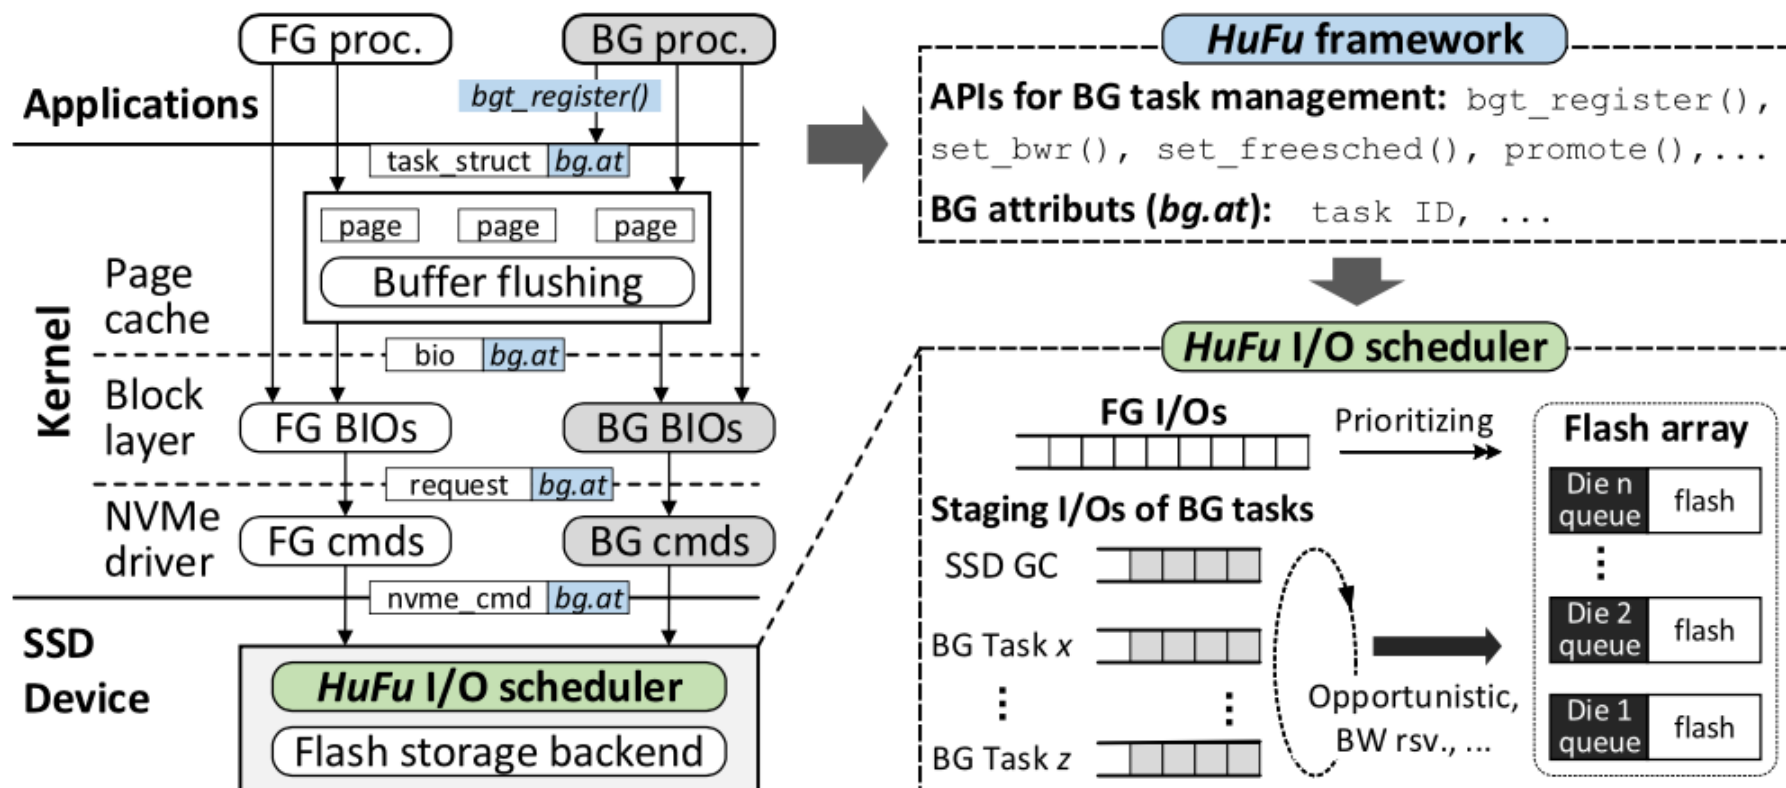 FG proc.
BG proc.
bgt_register()
Applications
task_struct bg.at
page page page
Buffer flushing
Kernel
Page
cache
bio bg.at
Block
layer
FG BIOs
BG BIOs
request bg.at
NVMe
driver
FG cmds
BG cmds
nvme_cmd bg.at
SSD
Device
HuFu I/O scheduler
Flash storage backend
HuFu framework
APIs for BG task management: bgt_register(),
set_bwr(), set_freesched(), promote(),...
BG attributs (bg.at): task ID, ...
HuFu I/O scheduler
FG I/Os
Prioritizing
Staging I/Os of BG tasks
SSD GC
BG Task x
⋮
⋮
BG Task z
Opportunistic,
BW rsv., ...
Flash array
Die n
queue
flash
⋮
Die 2
queue
flash
Die 1
queue
flash